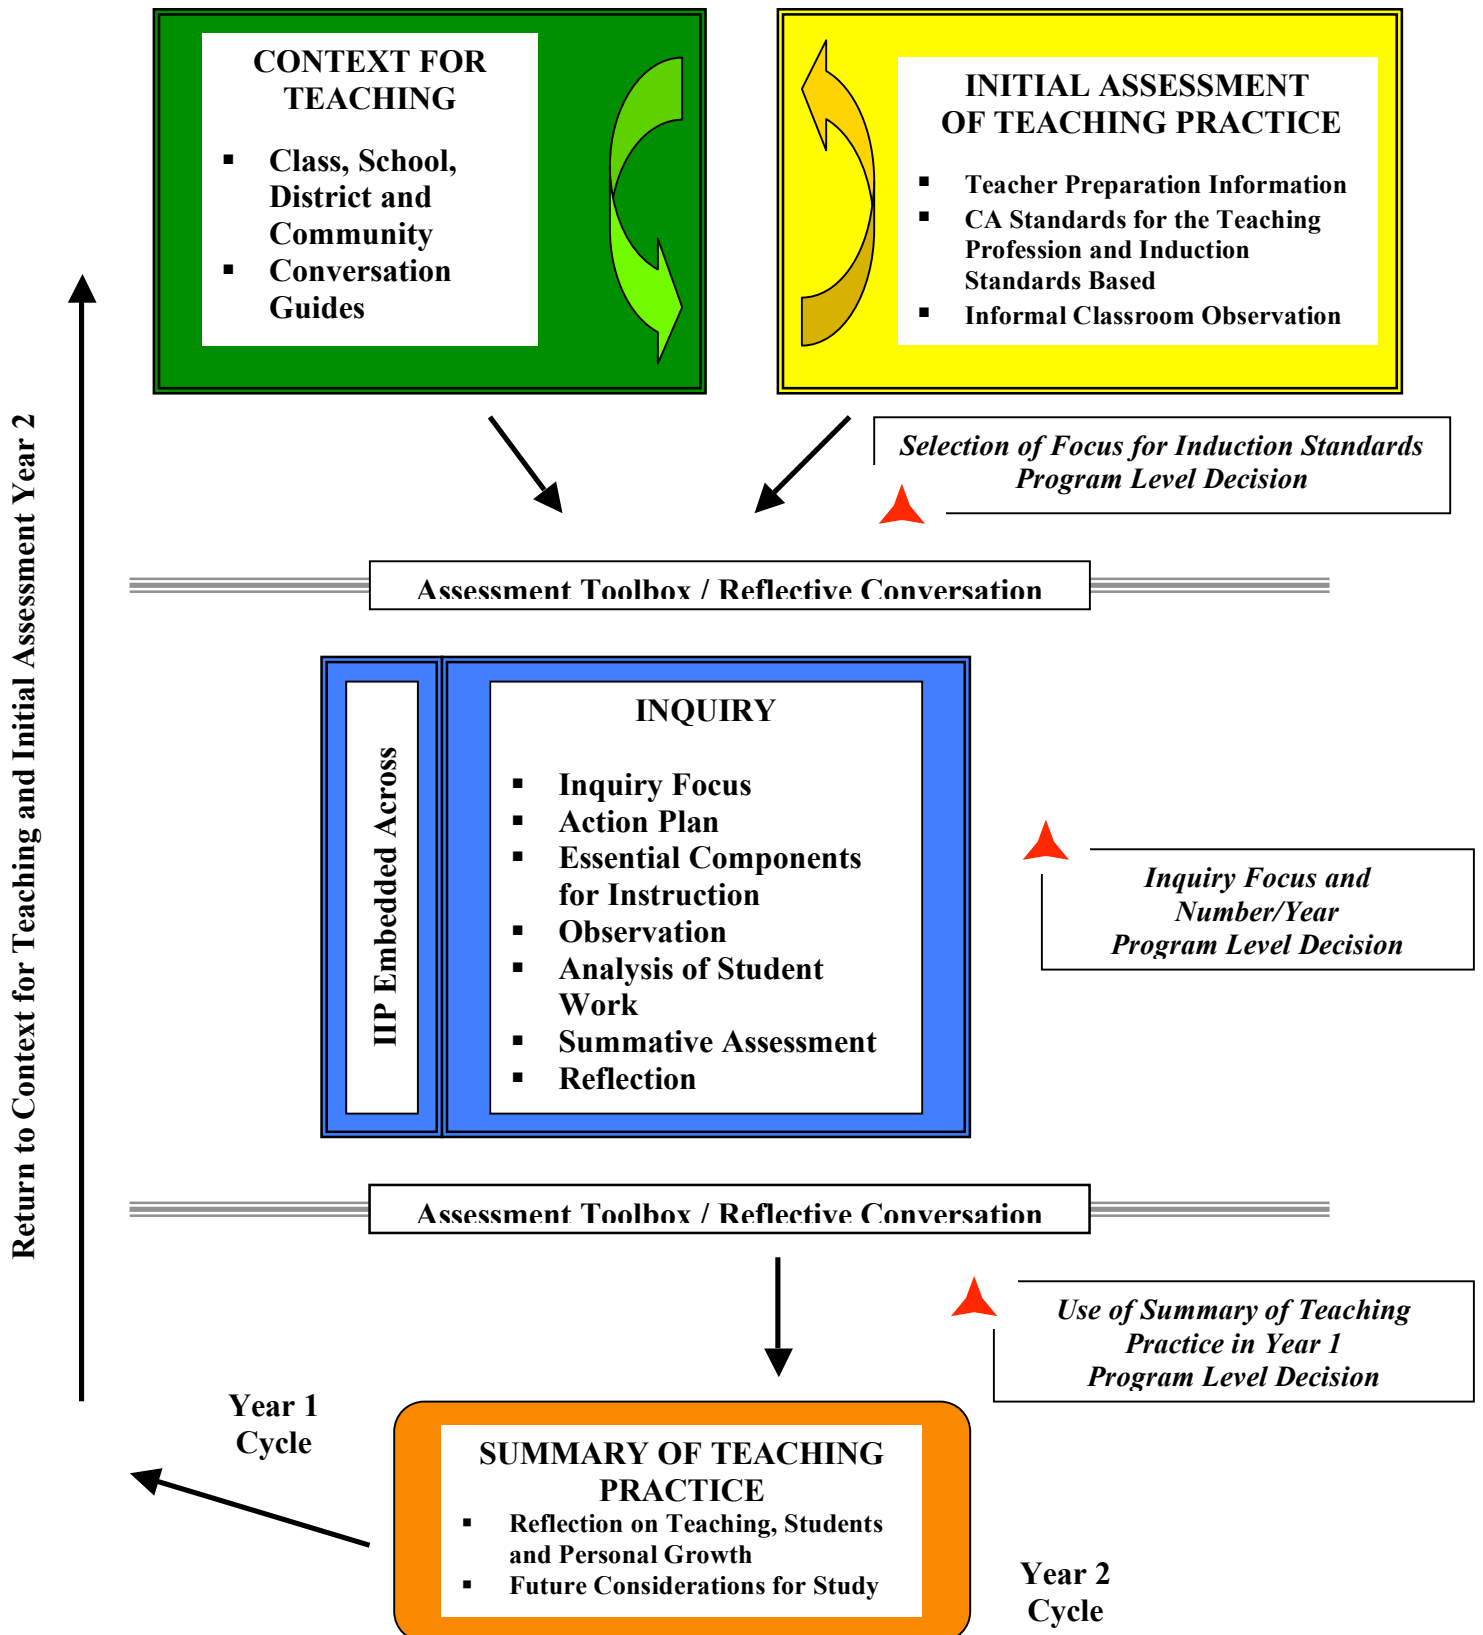 CONTEXT FOR
TEACHING
▪ Class, School,
District and
Community
▪ Conversation
Guides
INITIAL ASSESSMENT
OF TEACHING PRACTICE
▪ Teacher Preparation Information
▪ CA Standards for the Teaching
Profession and Induction
Standards Based
▪ Informal Classroom Observation
Selection of Focus for Induction Standards
Program Level Decision
Assessment Toolbox / Reflective Conversation
Return to Context for Teaching and Initial Assessment Year 2
IIP Embedded Across
INQUIRY
▪ Inquiry Focus
▪ Action Plan
▪ Essential Components
for Instruction
▪ Observation
▪ Analysis of Student
Work
▪ Summative Assessment
▪ Reflection
Inquiry Focus and
Number/Year
Program Level Decision
Assessment Toolbox / Reflective Conversation
Use of Summary of Teaching
Practice in Year 1
Program Level Decision
Year 1
Cycle
SUMMARY OF TEACHING
PRACTICE
▪ Reflection on Teaching, Students
and Personal Growth
▪ Future Considerations for Study
Year 2
Cycle